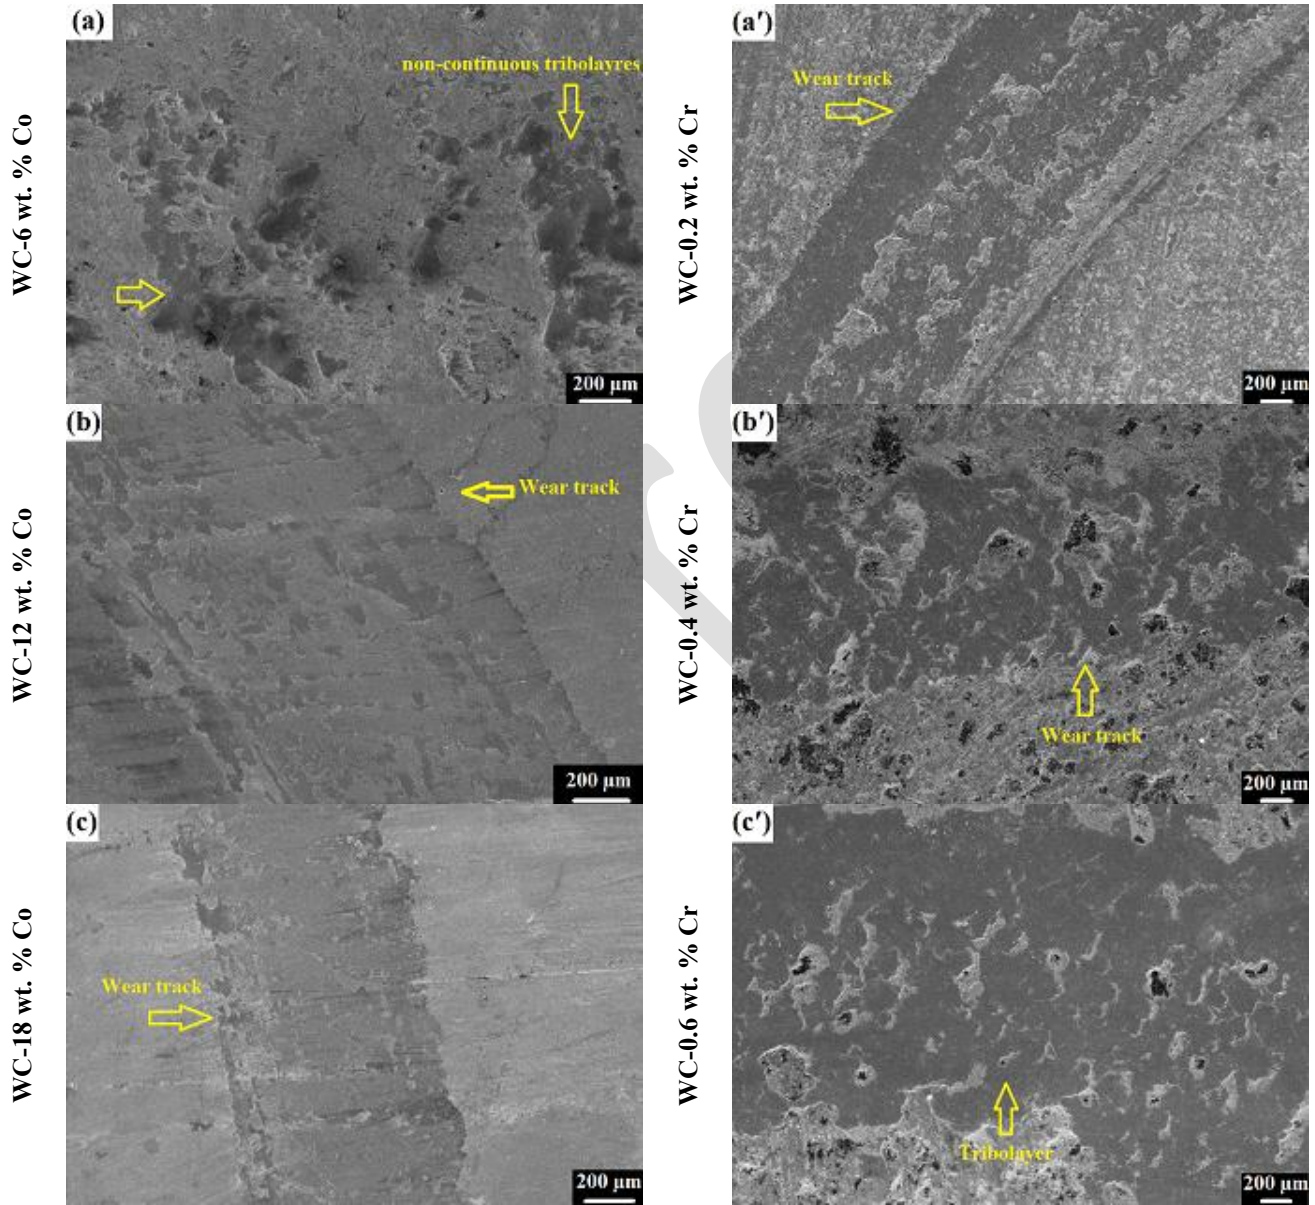 (a)
(a′)
non-continuous tribolayres
Wear track
WC-6 wt. % Co
WC-0.2 wt. % Cr
200 µm
200 µm
(b)
(b′)
Wear track
WC-12 wt. % Co
WC-0.4 wt. % Cr
Wear track
200 µm
200 µm
(c)
(c′)
Wear track
WC-18 wt. % Co
WC-0.6 wt. % Cr
Tribolayer
200 µm
200 µm